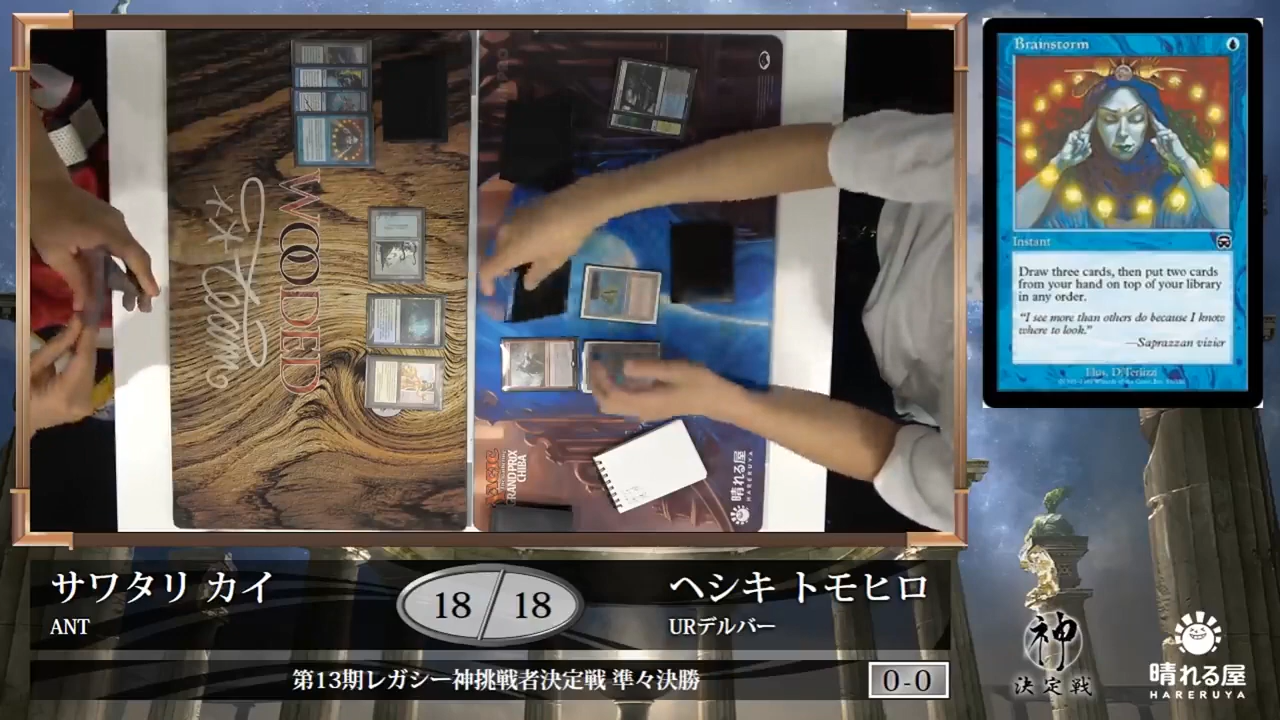 Brainstorm
Instant
Draw three cards, then put two cards
from your hand on top of your library
in any order.
"I see more than others do because I know
where to look."
—Saprazzan vizier
Illus. D.Terlizzi
WOODED
MAGIC
GRAND PRIX
CHIBA
晴れる屋
HARERUYA
サワタリ カイ
ANT
18 / 18
ヘシキ トモヒロ
URデルバー
第13期レガシー神挑戦者決定戦 準々決勝
0-0
神
決定戦
晴れる屋
HARERUYA